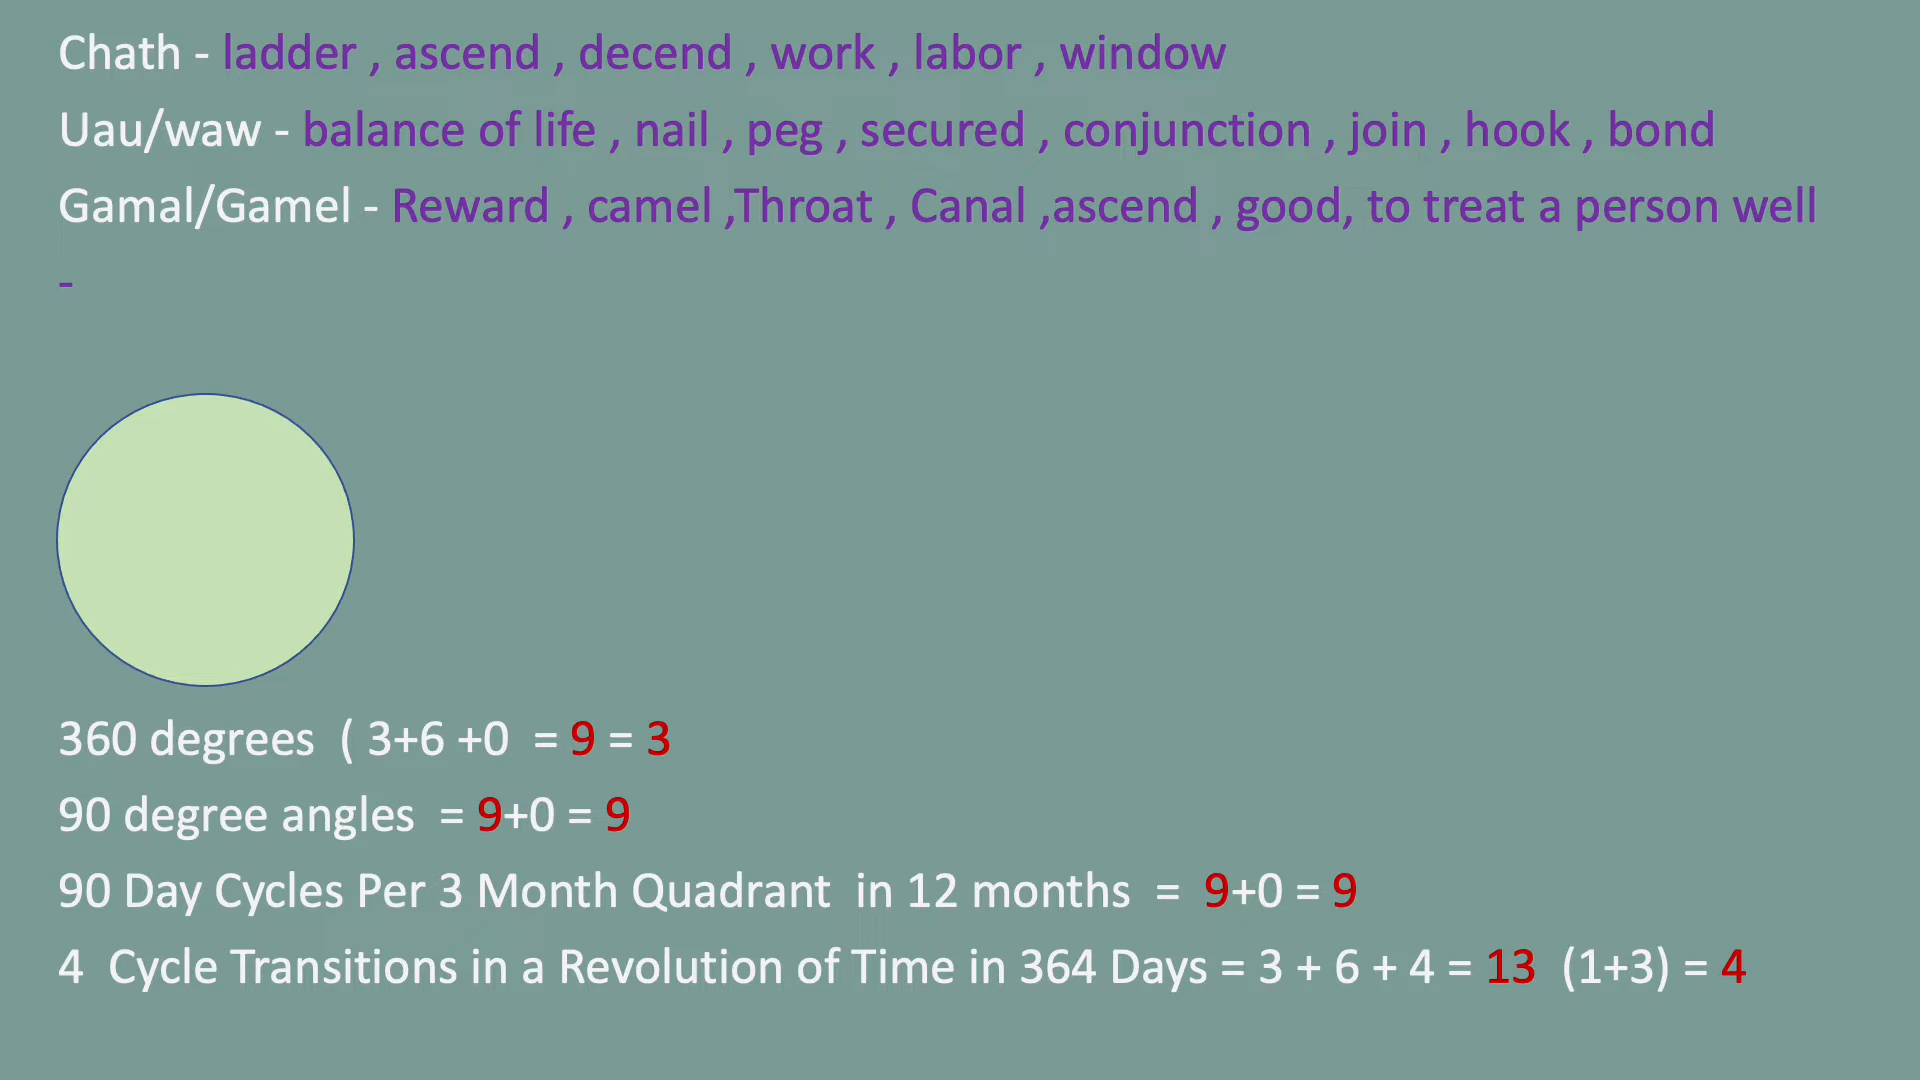 Chath - ladder , ascend , decend , work , labor , window
Uau/waw - balance of life , nail , peg , secured , conjunction , join , hook , bond
Gamal/Gamel - Reward , camel ,Throat , Canal ,ascend , good, to treat a person well
-
360 degrees  ( 3+6 +0  = 9 = 3
90 degree angles  = 9+0 = 9
90 Day Cycles Per 3 Month Quadrant  in 12 months  =  9+0 = 9
4  Cycle Transitions in a Revolution of Time in 364 Days = 3 + 6 + 4 = 13  (1+3) = 4